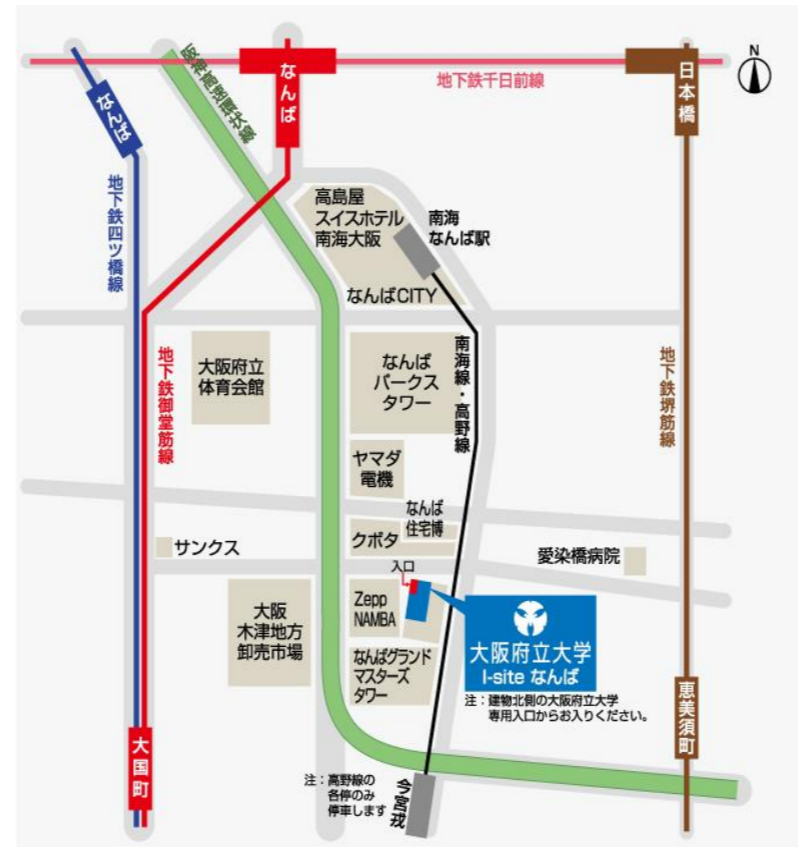 N
なんば
なんば
日本橋
地下鉄千日前線
阪神高速環状線
地下鉄四ツ橋線
高島屋
スイスホテル
南海大阪
南海
なんば駅
なんばCITY
大阪府立
体育会館
地下鉄御堂筋線
なんば
パークス
タワー
南海線・高野線
地下鉄堺筋線
ヤマダ
電機
なんば
住宅博
クボタ
サンクス
愛染橋病院
入口
Zepp
NAMBA
大阪
木津地方
卸売市場
大阪府立大学
I-site なんば
なんばグランド
マスターズ
タワー
注：建物北側の大阪府立大学
専用入口からお入りください。
恵美須町
大国町
注：高野線の
各停のみ
停車します
今宮戎